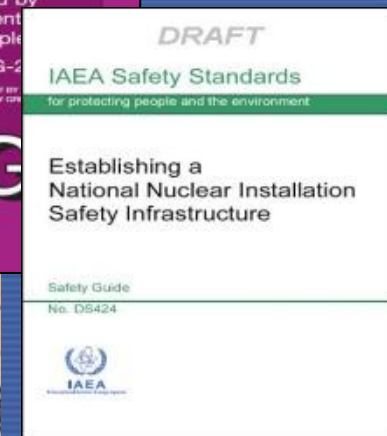 DRAFT
IAEA Safety Standards
for protecting people and the environment
Establishing a
National Nuclear Installation
Safety Infrastructure
Safety Guide
No. DS424
IAEA